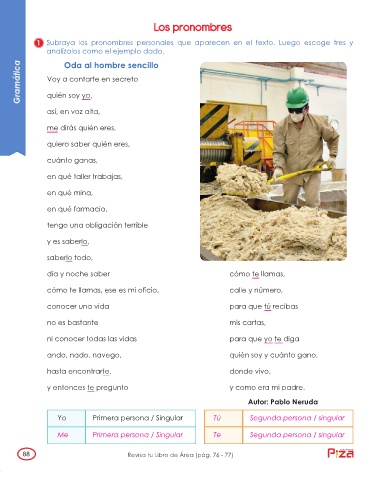 Los pronombres
1 Subraya los pronombres personales que aparecen en el texto. Luego escoge tres y
analízalos como el ejemplo dado.
Gramática
Oda al hombre sencillo
Voy a contarte en secreto
quién soy yo,
así, en voz alta,
me dirás quién eres,
quiero saber quién eres,
cuánto ganas,
en qué taller trabajas,
en qué mina,
en qué farmacia,
tengo una obligación terrible
y es saberlo,
saberlo todo,
día y noche saber
cómo te llamas, ese es mi oficio,
conocer una vida
no es bastante
ni conocer todas las vidas
ando, nado, navego,
hasta encontrarte,
y entonces te pregunto
cómo te llamas,
calle y número,
para que tú recibas
mis cartas,
para que yo te diga
quién soy y cuánto gano,
donde vivo,
y como era mi padre.
Autor: Pablo Neruda
Yo Primera persona / Singular Tú Segunda persona / singular
Me Primera persona / Singular Te Segunda persona / singular
88 Revisa tu Libro de Área (pág. 76 - 77)